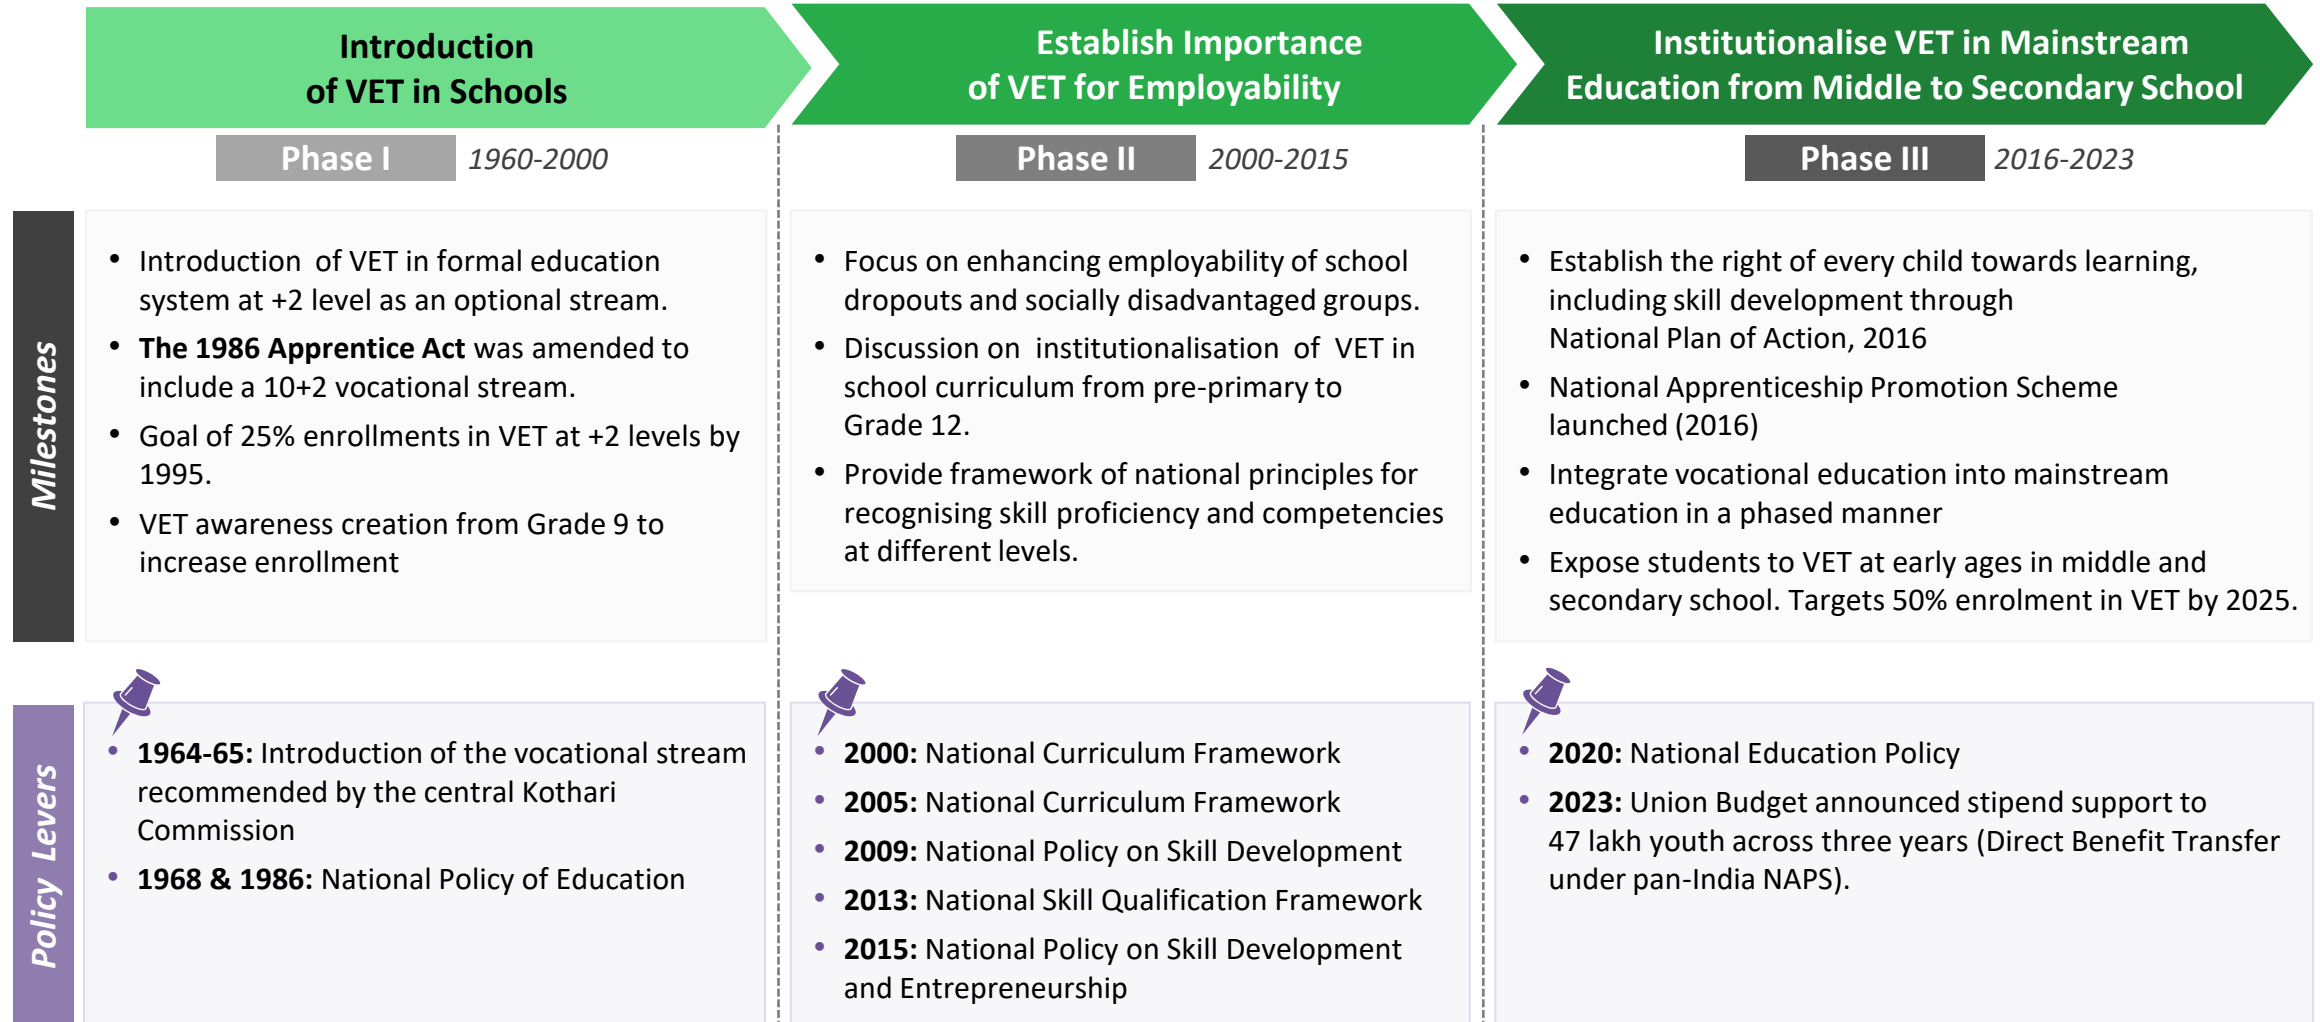 Introduction
of VET in Schools
Establish Importance
of VET for Employability
Institutionalise VET in Mainstream
Education from Middle to Secondary School
Phase I
1960-2000
Phase II
2000-2015
Phase III
2016-2023
Milestones
• Introduction of VET in formal education
system at +2 level as an optional stream.
• The 1986 Apprentice Act was amended to
include a 10+2 vocational stream.
• Goal of 25% enrollments in VET at +2 levels by
1995.
• VET awareness creation from Grade 9 to
increase enrollment
• Focus on enhancing employability of school
dropouts and socially disadvantaged groups.
• Discussion on institutionalisation of VET in
school curriculum from pre-primary to
Grade 12.
• Provide framework of national principles for
recognising skill proficiency and competencies
at different levels.
• Establish the right of every child towards learning,
including skill development through
National Plan of Action, 2016
• National Apprenticeship Promotion Scheme
launched (2016)
• Integrate vocational education into mainstream
education in a phased manner
• Expose students to VET at early ages in middle and
secondary school. Targets 50% enrolment in VET by 2025.
Policy Levers
• 1964-65: Introduction of the vocational stream
recommended by the central Kothari
Commission
• 1968 & 1986: National Policy of Education
• 2000: National Curriculum Framework
• 2005: National Curriculum Framework
• 2009: National Policy on Skill Development
• 2013: National Skill Qualification Framework
• 2015: National Policy on Skill Development
and Entrepreneurship
• 2020: National Education Policy
• 2023: Union Budget announced stipend support to
47 lakh youth across three years (Direct Benefit Transfer
under pan-India NAPS).